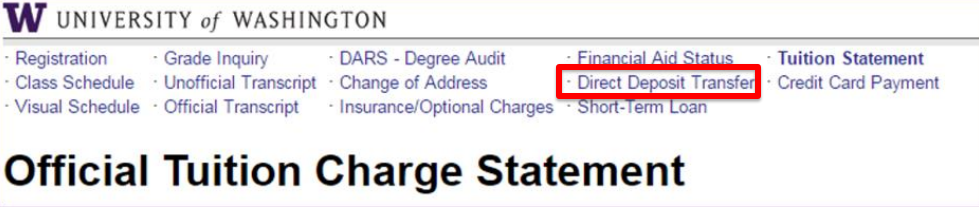 W UNIVERSITY of WASHINGTON
· Registration · Grade Inquiry · DARS - Degree Audit · Financial Aid Status · Tuition Statement
· Class Schedule · Unofficial Transcript · Change of Address · Direct Deposit Transfer · Credit Card Payment
· Visual Schedule · Official Transcript · Insurance/Optional Charges · Short-Term Loan
Official Tuition Charge Statement